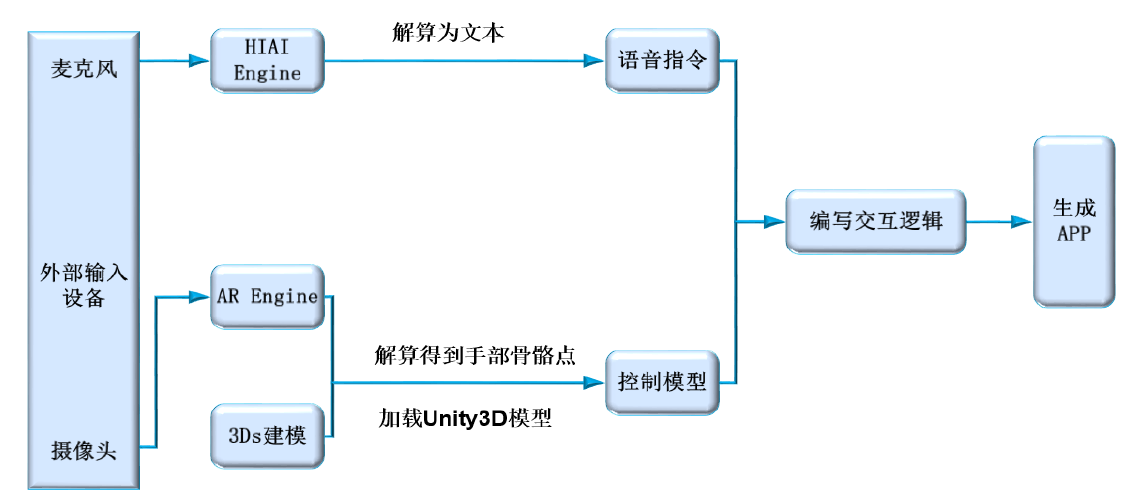 麦克风
外部输入
设备
摄像头
HIAI
Engine
解算为文本
语音指令
AR Engine
3Ds建模
解算得到手部骨骼点
加载Unity3D模型
控制模型
编写交互逻辑
生成
APP